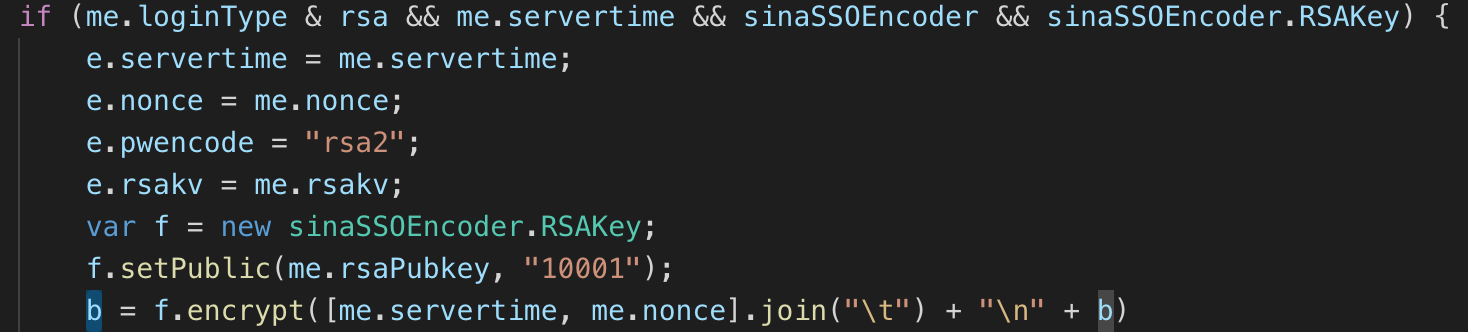 if (me.loginType & rsa && me.servertime && sinaSSOEncoder && sinaSSOEncoder.RSAKey) {
    e.servertime = me.servertime;
    e.nonce = me.nonce;
    e.pwencode = "rsa2";
    e.rsakv = me.rsakv;
    var f = new sinaSSOEncoder.RSAKey;
    f.setPublic(me.rsaPubkey, "10001");
    b = f.encrypt([me.servertime, me.nonce].join("\t") + "\n" + b)